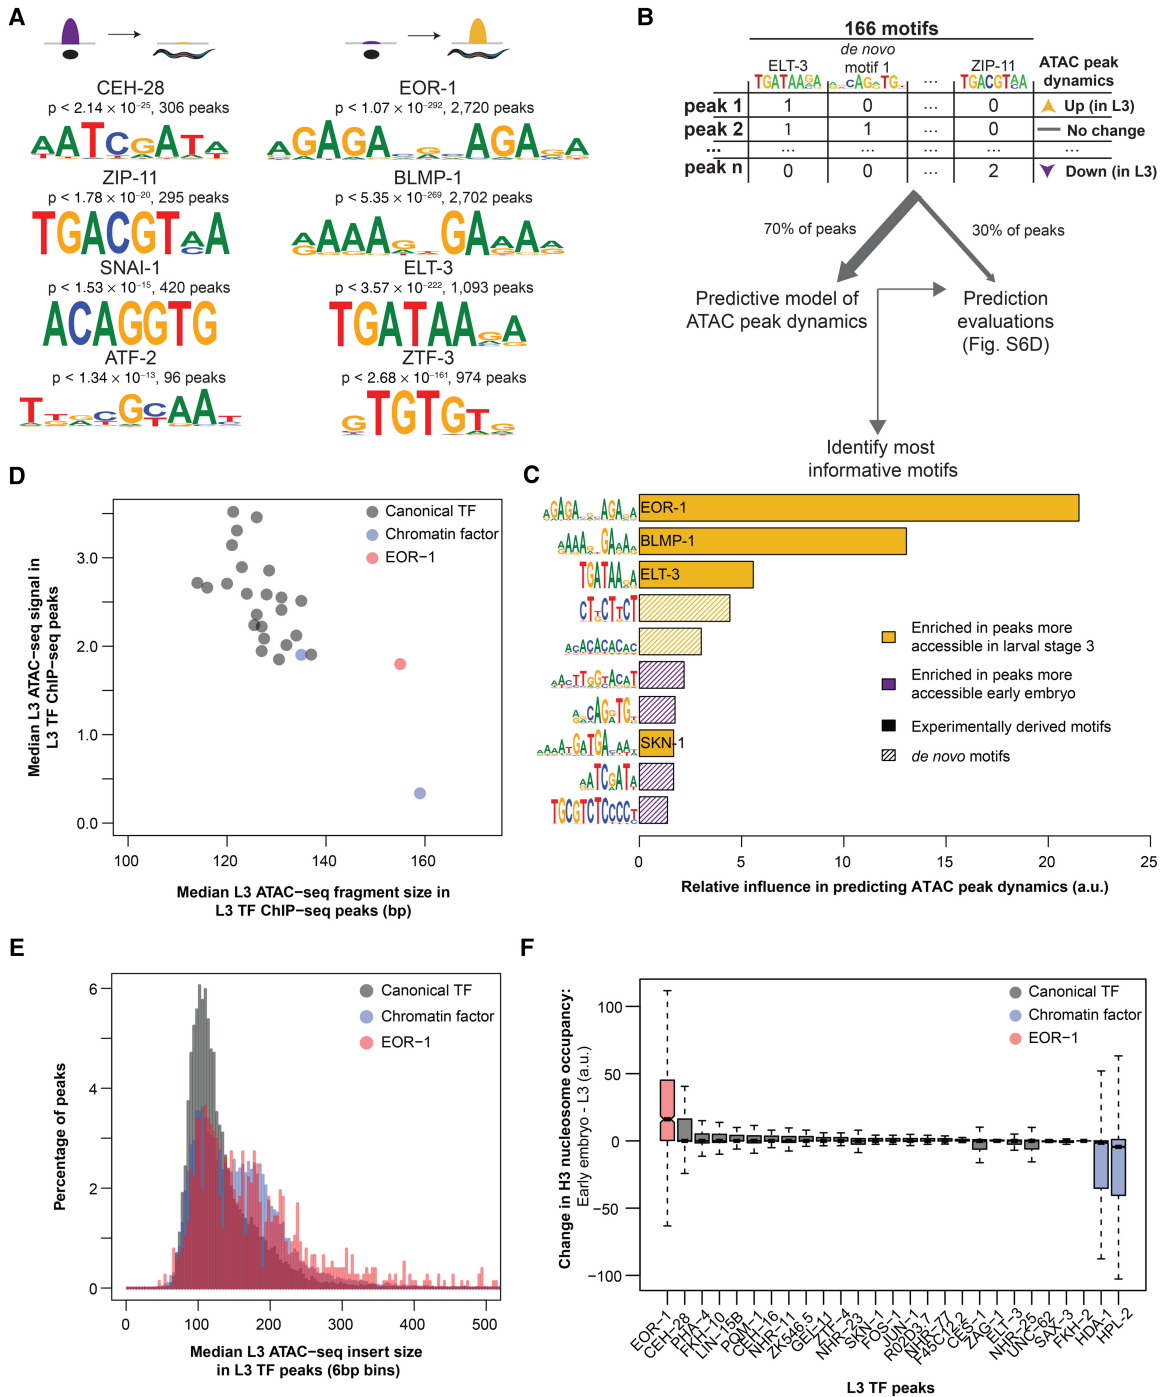 A
CEH-28
p < 2.14 × 10⁻²⁵, 306 peaks
AATCGATA
ZIP-11
p < 1.78 × 10⁻²⁰, 295 peaks
TGACGTAA
SNAI-1
p < 1.53 × 10⁻¹⁵, 420 peaks
ACAGGTG
ATF-2
p < 1.34 × 10⁻¹³, 96 peaks
EOR-1
p < 1.07 × 10⁻²⁹², 2,720 peaks
BLMP-1
p < 5.35 × 10⁻²⁶⁹, 2,702 peaks
ELT-3
p < 3.57 × 10⁻²²², 1,093 peaks
TGATAAGA
ZTF-3
p < 2.68 × 10⁻¹⁶¹, 974 peaks
GTGTGTG
B
166 motifs
ELT-3
de novo
motif 1
ZIP-11
ATAC peak
dynamics
TGATAAGA
...
TGACGTAA
peak 1 1 0 ... 0 Up (in L3)
peak 2 1 1 ... 0 No change
... ... ... ... ... ...
peak n 0 0 ... 2 Down (in L3)
70% of peaks
30% of peaks
Predictive model of
ATAC peak dynamics
Prediction
evaluations
(Fig. S6D)
Identify most
informative motifs
C
EOR-1
BLMP-1
ELT-3
TGATAAGA
SKN-1
Enriched in peaks more
accessible in larval stage 3
Enriched in peaks more
accessible early embryo
Experimentally derived motifs
de novo motifs
0 5 10 15 20 25
Relative influence in predicting ATAC peak dynamics (a.u.)
D
Canonical TF
Chromatin factor
EOR−1
3.0
2.0
1.0
0.0
Median L3 ATAC−seq signal in
L3 TF ChIP−seq peaks
100 120 140 160
Median L3 ATAC−seq fragment size in
L3 TF ChIP−seq peaks (bp)
E
Canonical TF
Chromatin factor
EOR−1
6
4
2
0
Percentage of peaks
0 100 200 300 400 500
Median L3 ATAC−seq insert size
in L3 TF peaks (6bp bins)
F
Canonical TF
Chromatin factor
EOR−1
100
50
0
−50
−100
Change in H3 nucleosome occupancy:
Early embryo - L3 (a.u.)
EOR-1
CEH-28
PHA-4
FKH-10
LIN-15B
PQM-1
CEH-16
NHR-11
ZK546.5
GEI-11
ZTF-4
NHR-23
SKN-1
FOS-1
JUN-1
R02D3.7
NHR-77
F45C12.2
CES-1
ZAG-1
ELT-3
NHR-25
UNC-62
SAX-3
FKH-2
HDA-1
HPL-2
L3 TF peaks